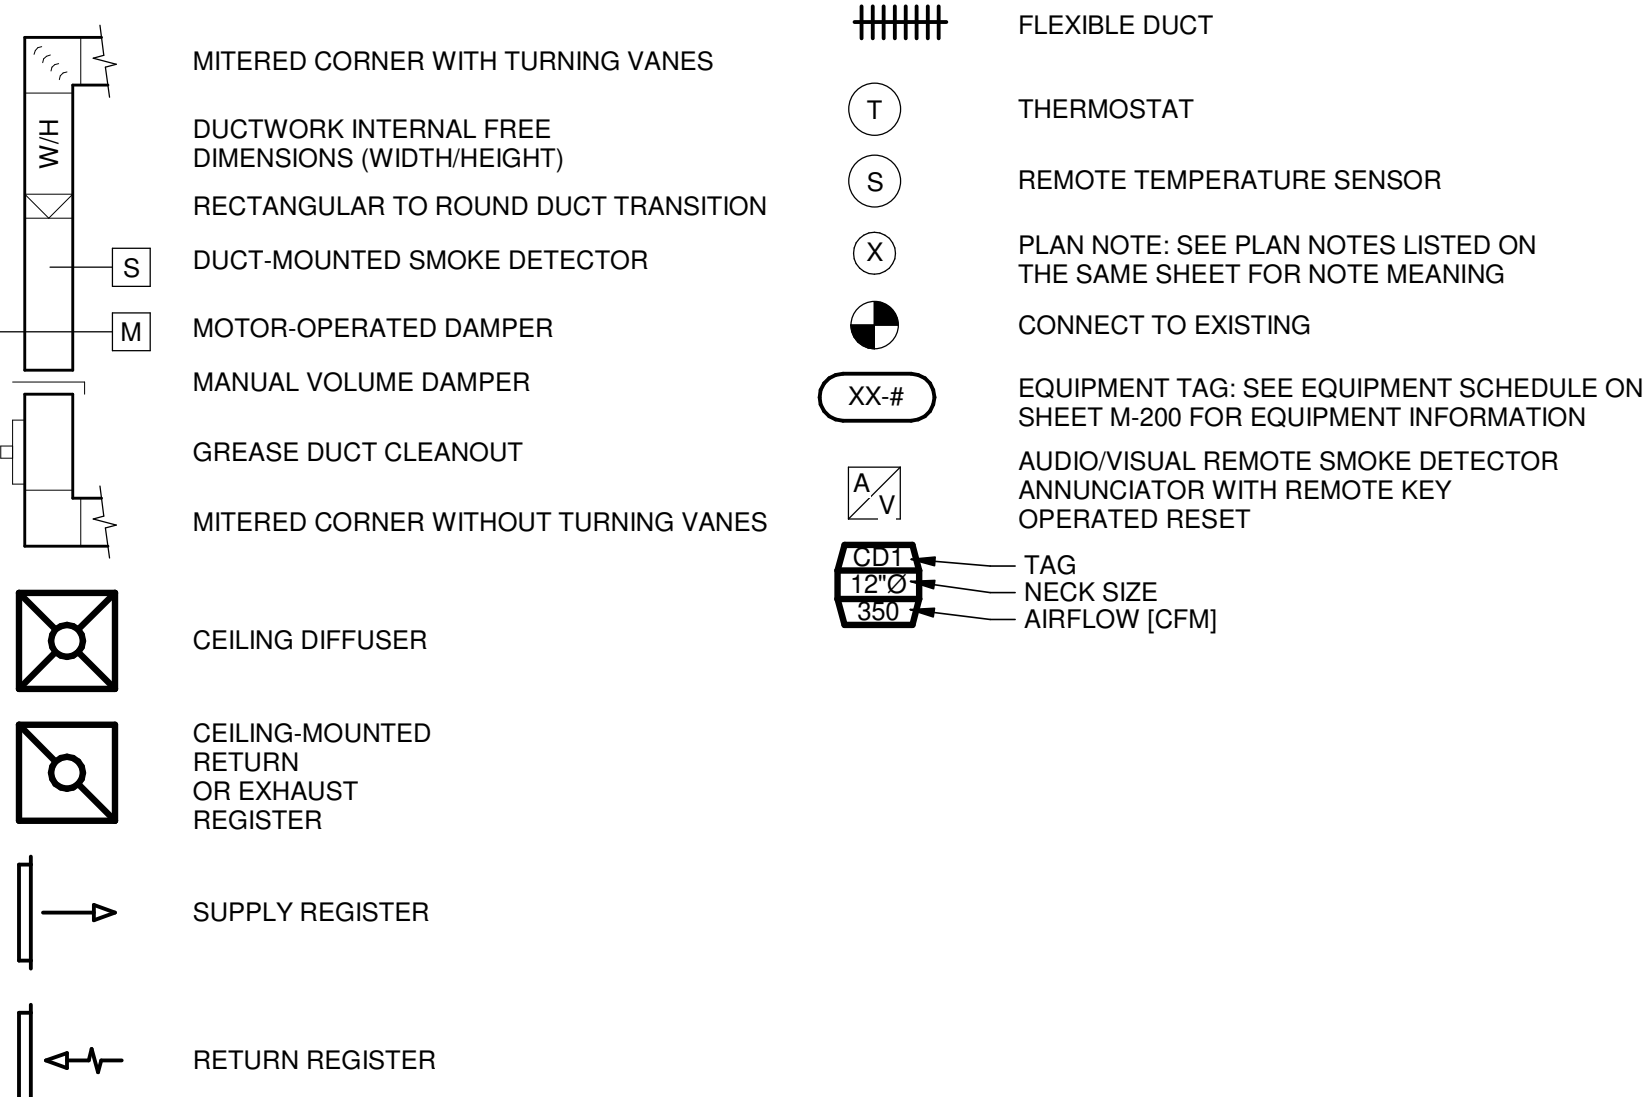 MITERED CORNER WITH TURNING VANES
W/H
DUCTWORK INTERNAL FREE
DIMENSIONS (WIDTH/HEIGHT)
RECTANGULAR TO ROUND DUCT TRANSITION
S
DUCT-MOUNTED SMOKE DETECTOR
M
MOTOR-OPERATED DAMPER
MANUAL VOLUME DAMPER
GREASE DUCT CLEANOUT
MITERED CORNER WITHOUT TURNING VANES
CEILING DIFFUSER
CEILING-MOUNTED
RETURN
OR EXHAUST
REGISTER
SUPPLY REGISTER
RETURN REGISTER
FLEXIBLE DUCT
T
THERMOSTAT
S
REMOTE TEMPERATURE SENSOR
X
PLAN NOTE: SEE PLAN NOTES LISTED ON
THE SAME SHEET FOR NOTE MEANING
CONNECT TO EXISTING
XX-#
EQUIPMENT TAG: SEE EQUIPMENT SCHEDULE ON
SHEET M-200 FOR EQUIPMENT INFORMATION
A/V
AUDIO/VISUAL REMOTE SMOKE DETECTOR
ANNUNCIATOR WITH REMOTE KEY
OPERATED RESET
CD1 TAG
12"Ø NECK SIZE
350 AIRFLOW [CFM]